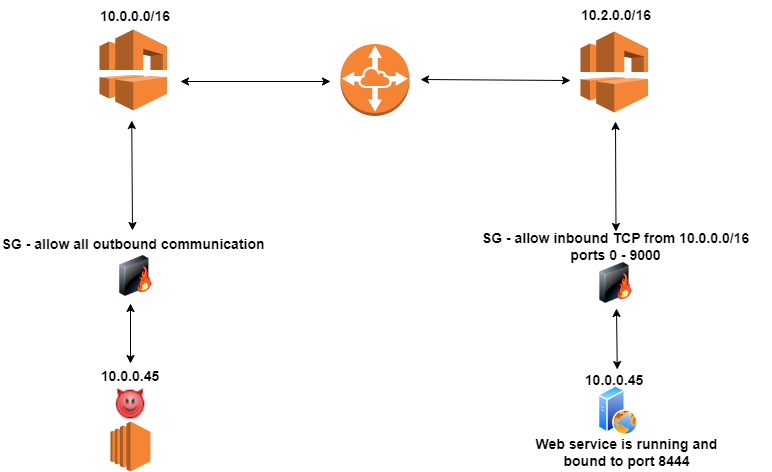 10.0.0.0/16
10.2.0.0/16
SG - allow all outbound communication
SG - allow inbound TCP from 10.0.0.0/16
ports 0 - 9000
10.0.0.45
10.0.0.45
Web service is running and
bound to port 8444